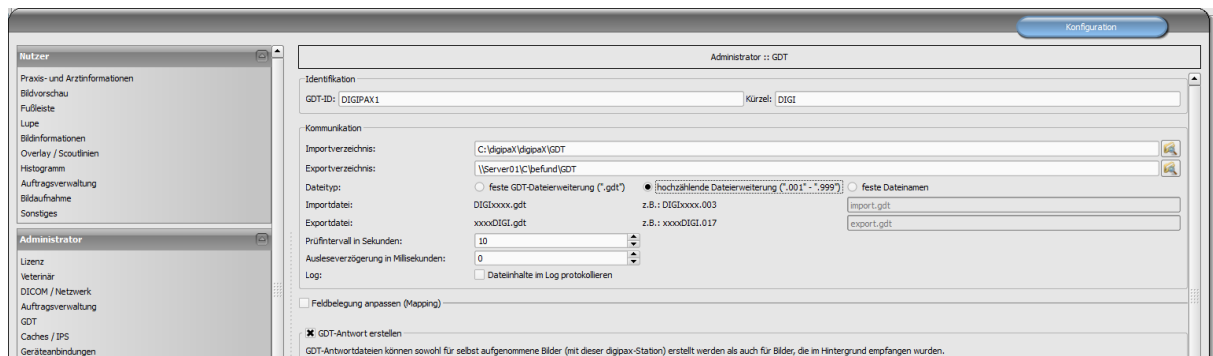 Konfiguration
Nutzer
Praxis- und Arztinformationen
Bildvorschau
Fußleiste
Lupe
Bildinformationen
Overlay / Scoutlinien
Histogramm
Auftragsverwaltung
Bildaufnahme
Sonstiges
Administrator
Lizenz
Veterinär
DICOM / Netzwerk
Auftragsverwaltung
GDT
Caches / IPS
Geräteanbindungen
Administrator :: GDT
Identifikation
GDT-ID: DIGIPAX1 Kürzel: DIGI
Kommunikation
Importverzeichnis: C:\digipaX\digipaX\GDT
Exportverzeichnis: \\Server01\C\befund\GDT
Dateityp: feste GDT-Dateierweiterung (".gdt") hochzählende Dateierweiterung (".001" - ".999") feste Dateinamen
Importdatei: DIGIxxxx.gdt z.B.: DIGIxxxx.003 import.gdt
Exportdatei: xxxxDIGI.gdt z.B.: xxxxDIGI.017 export.gdt
Prüfintervall in Sekunden: 10
Ausleseverzögerung in Millisekunden: 0
Log: Dateiinhalte im Log protokollieren
Feldbelegung anpassen (Mapping)
GDT-Antwort erstellen
GDT-Antwortdateien können sowohl für selbst aufgenommene Bilder (mit dieser digipax-Station) erstellt werden als auch für Bilder, die im Hintergrund empfangen wurden.